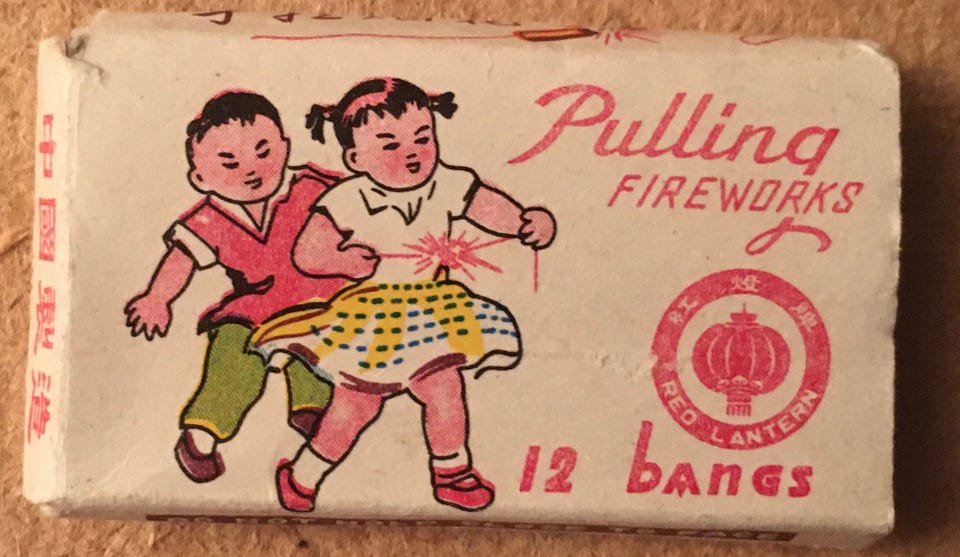 Pulling
FIREWORKS
中國製造
紅燈牌
RED LANTERN
12 BANGS